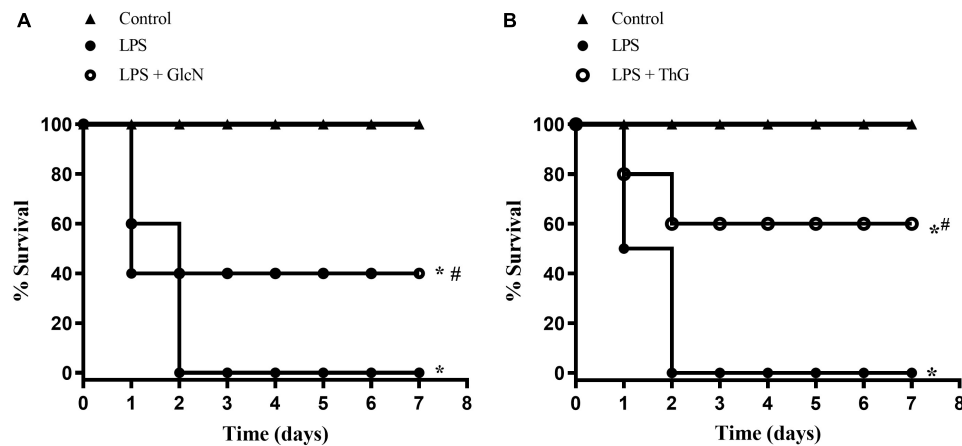 A
Control
LPS
LPS + GlcN
% Survival
100
80
60
40
20
0
* #
*
0 1 2 3 4 5 6 7 8
Time (days)
B
Control
LPS
LPS + ThG
% Survival
100
80
60
40
20
0
*#
*
0 1 2 3 4 5 6 7 8
Time (days)